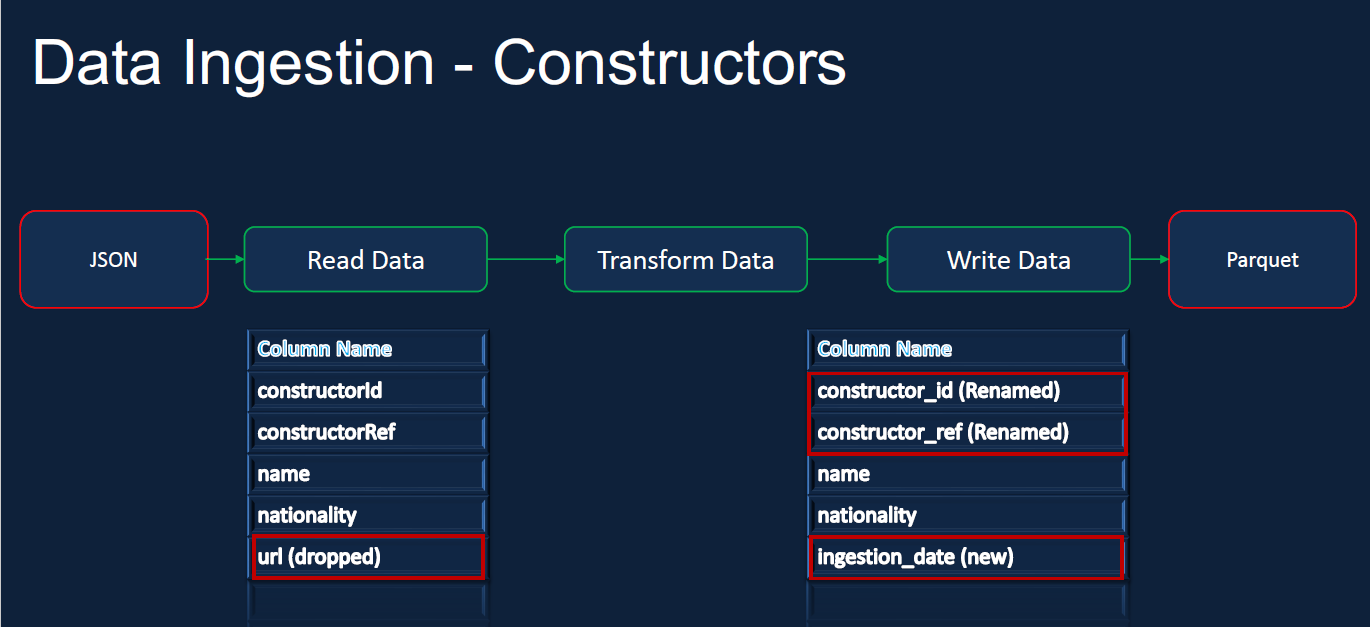 Data Ingestion - Constructors
JSON
Read Data
Transform Data
Write Data
Parquet
Column Name
constructorId
constructorRef
name
nationality
url (dropped)
Column Name
constructor_id (Renamed)
constructor_ref (Renamed)
name
nationality
ingestion_date (new)